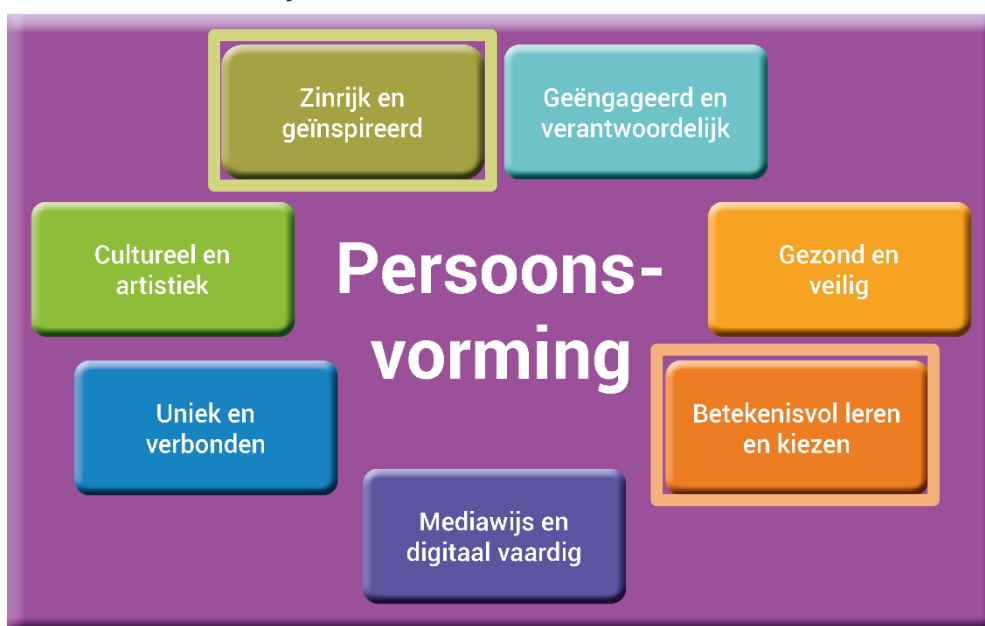 Zinrijk en
geïnspireerd
Geëngageerd en
verantwoordelijk
Cultureel en
artistiek
Persoons-
vorming
Gezond en
veilig
Uniek en
verbonden
Betekenisvol leren
en kiezen
Mediawijs en
digitaal vaardig